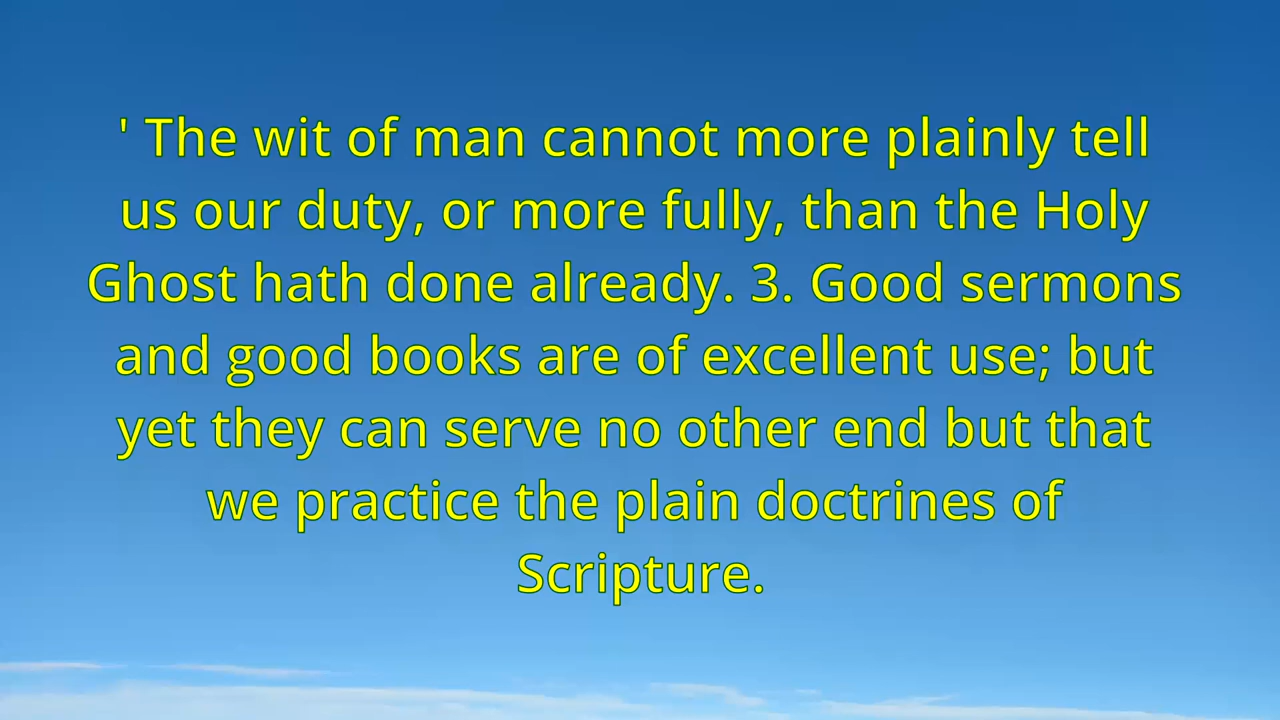 ' The wit of man cannot more plainly tell
us our duty, or more fully, than the Holy
Ghost hath done already. 3. Good sermons
and good books are of excellent use; but
yet they can serve no other end but that
we practice the plain doctrines of
Scripture.